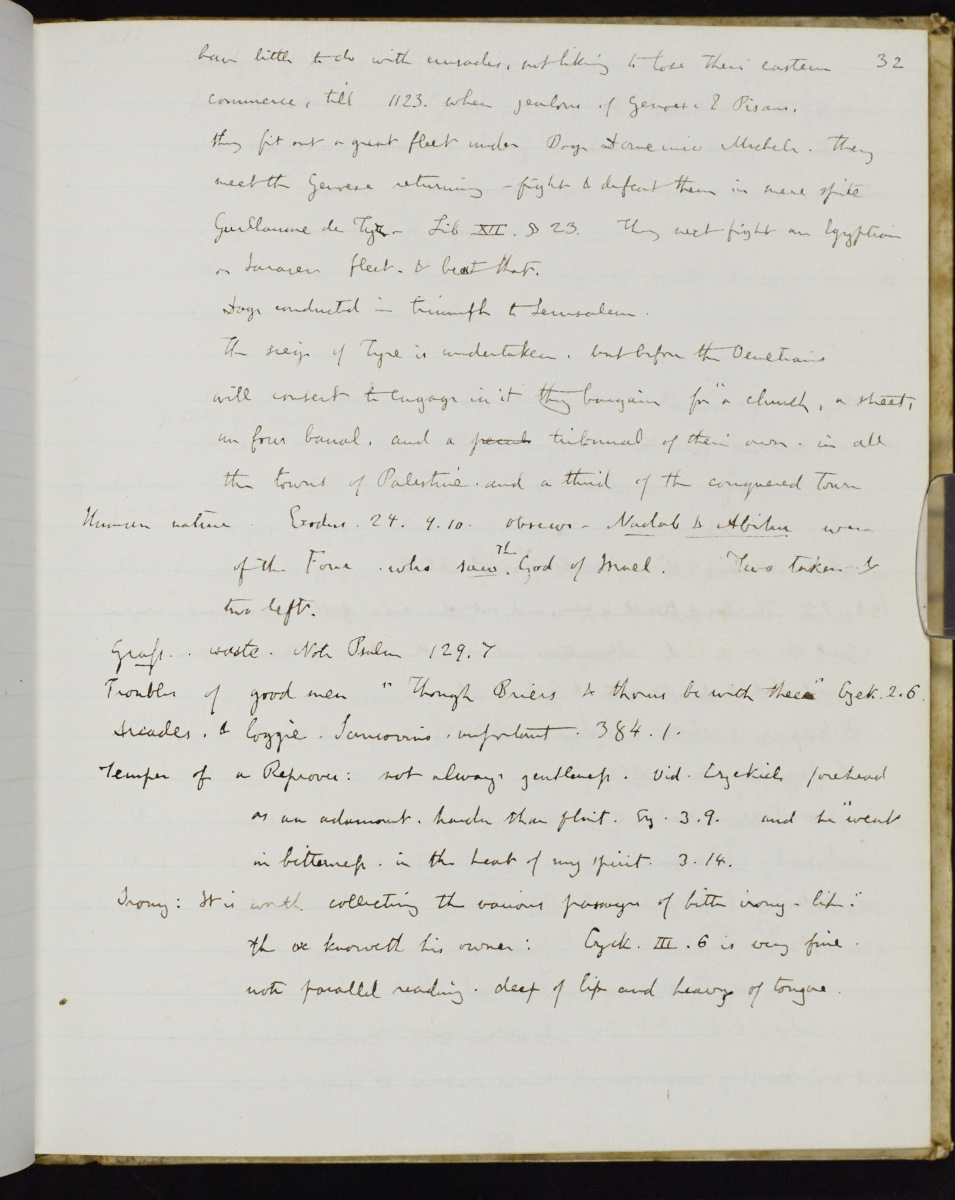 have little to do with crusades, not liking to lose their eastern 32
commerce, till 1123. when jealous of Genoese & Pisans.
they fit out a great fleet under Doge Domenico Michele. They
meet the Genoese returning - fight & defeat them in mere spite
Guillaume de Tyr - Lib XII. § 23. They next fight an Egyptian
or Saracen fleet. & beat that.
Doge conducted in triumph to Jerusalem.
The siege of Tyre is undertaken. but before the Venetians
will consent to engage in it they bargain for "a church, a street,
un four banal, and a tribunal of their own. in all
the towns of Palestine. and a third of the conquered town
Human nature. Exodus. 24. 9.10. observe - Nadab & Abihu were
of the Four. who saw The God of Israel. Two taken &
two left.
Grass. . waste. Note Psalm 129.7
Troubles of good men "Though Briers & thorns be with thee" Ezek. 2.6.
Arcades. & Loggie. Sansovino. important. 384.1.
Temper of a Reprover: not always gentleness. Vid. Ezekiels forehead
as an adamant. harder than flint. Ez. 3.9. and he "went
in bitterness. in the heat of my spirit. 3.14.
Irony: It is worth collecting the various passages of bitter irony - like "
the ox knoweth his owner: Ezek. III. 6 is very fine.
note parallel reading. deep of lip and heavy of tongue.